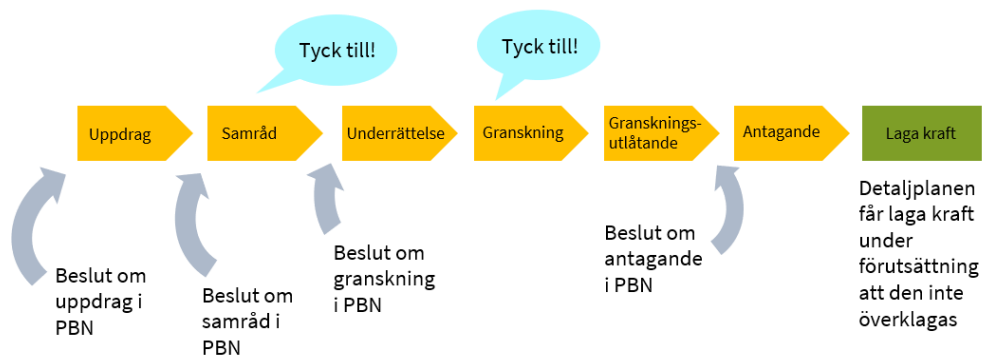 Tyck till!
Tyck till!
Uppdrag
Samråd
Underrättelse
Granskning
Gransknings-
utlåtande
Antagande
Laga kraft
Beslut om
uppdrag i
PBN
Beslut om
samråd i
PBN
Beslut om
granskning
i PBN
Beslut om
antagande
i PBN
Detaljplanen
får laga kraft
under
förutsättning
att den inte
överklagas